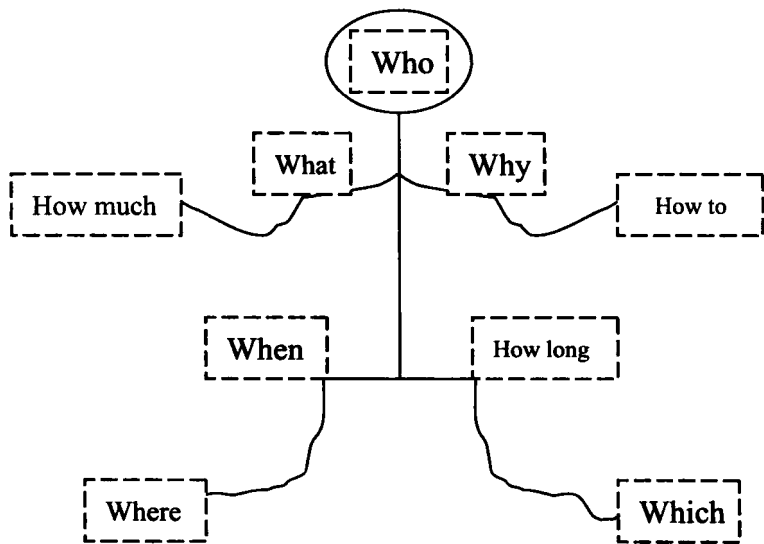 Who
What
Why
How much
How to
When
How long
Where
Which